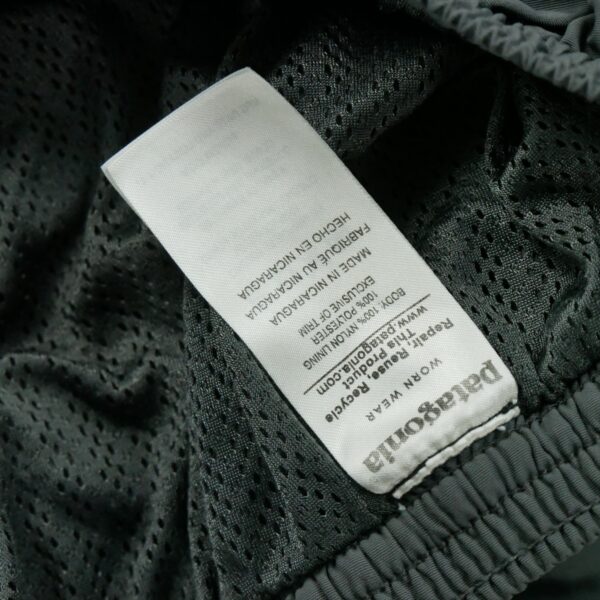 patagonia
WORN WEAR
Repair Reuse Recycle
This Product
www.patagonia.com
BODY: 100% NYLON LINING
100% POLYESTER
EXCLUSIVE OF TRIM
MADE IN NICARAGUA
FABRIQUÉ AU NICARAGUA
HECHO EN NICARAGUA